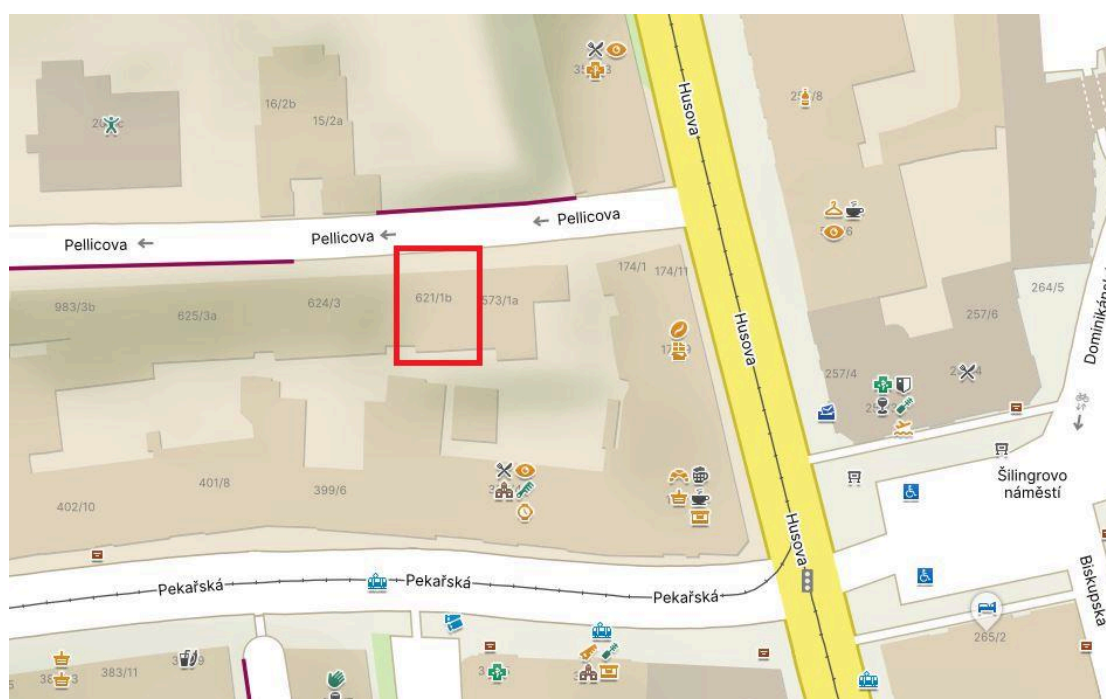 16/2b
15/2a
Husova
Pellicova
Pellicova
Pellicova
983/3b
625/3a
624/3
621/1b
573/1a
174/1
174/11
Husova
264/5
257/6
257/4
Dominikánsk
402/10
401/8
399/6
Šilingrovo
náměstí
Husova
Pekařská
Pekařská
Pekařská
Biskupska
265/2
383/11